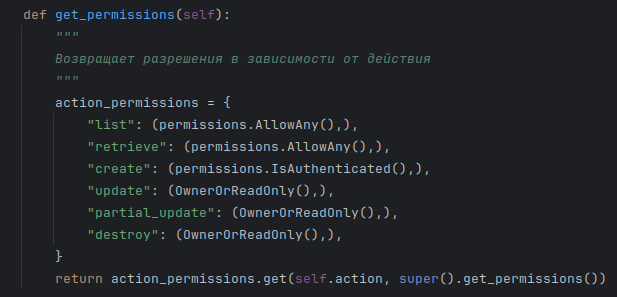 def get_permissions(self):
    """
    Возвращает разрешения в зависимости от действия
    """
    action_permissions = {
        "list": (permissions.AllowAny(),),
        "retrieve": (permissions.AllowAny(),),
        "create": (permissions.IsAuthenticated(),),
        "update": (OwnerOrReadOnly(),),
        "partial_update": (OwnerOrReadOnly(),),
        "destroy": (OwnerOrReadOnly(),),
    }
    return action_permissions.get(self.action, super().get_permissions())